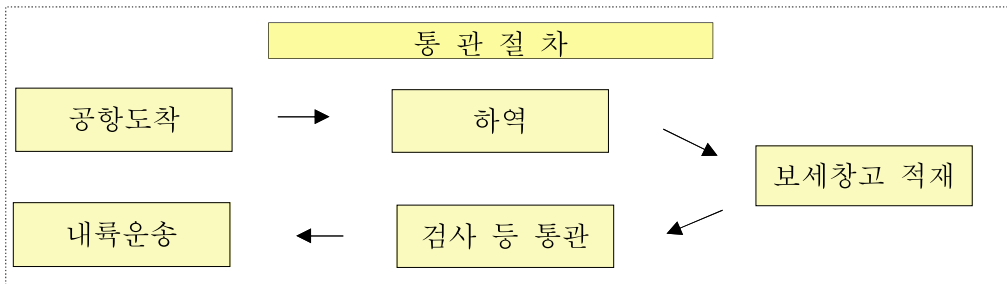 통 관 절 차
공항도착
하역
보세창고 적재
검사 등 통관
내륙운송